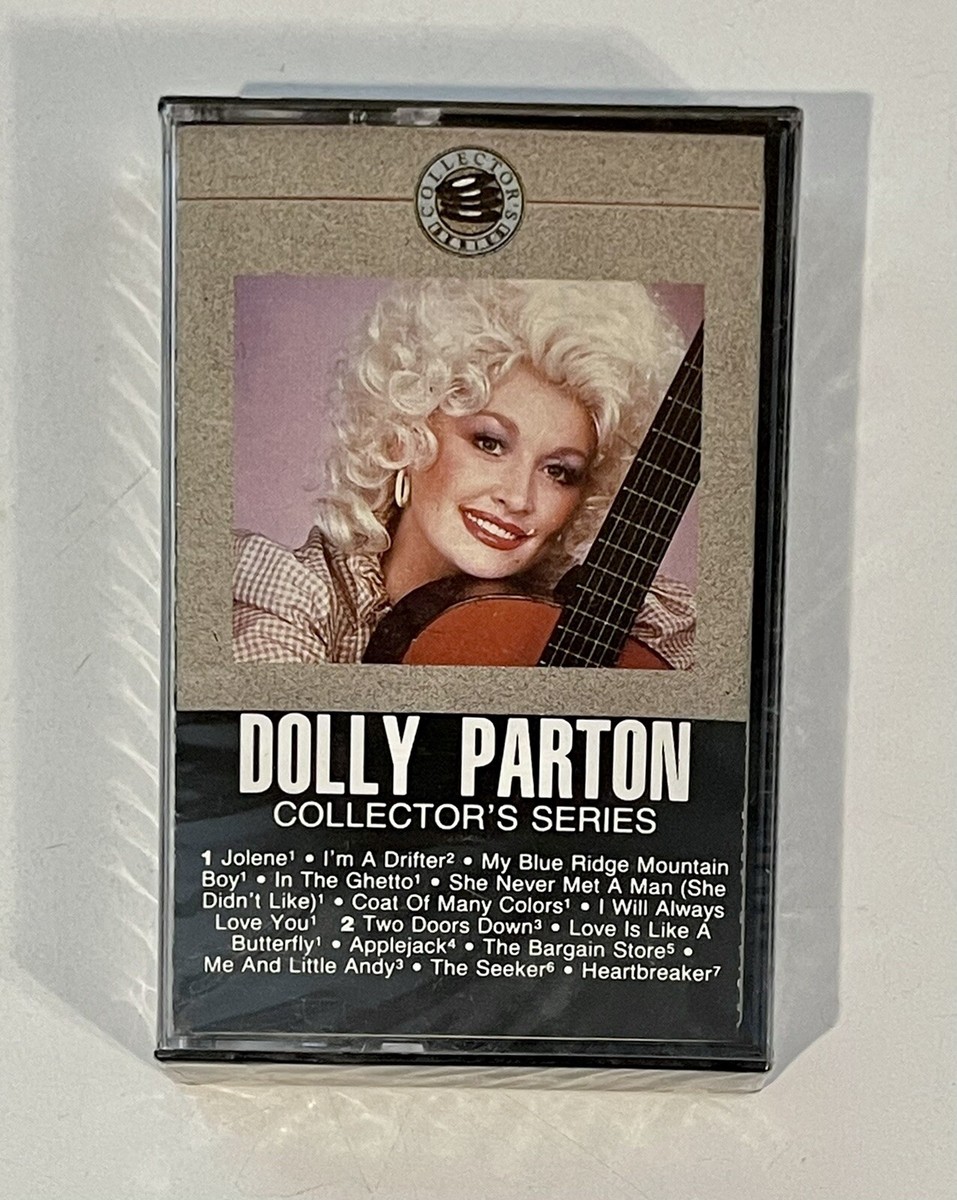 COLLECTOR'S
SERIES
DOLLY PARTON
COLLECTOR'S SERIES
1 Jolene¹ • I'm A Drifter² • My Blue Ridge Mountain
Boy¹ • In The Ghetto¹ • She Never Met A Man (She
Didn't Like)¹ • Coat Of Many Colors¹ • I Will Always
Love You¹ 2 Two Doors Down³ • Love Is Like A
Butterfly¹ • Applejack⁴ • The Bargain Store⁵ •
Me And Little Andy³ • The Seeker⁶ • Heartbreaker⁷